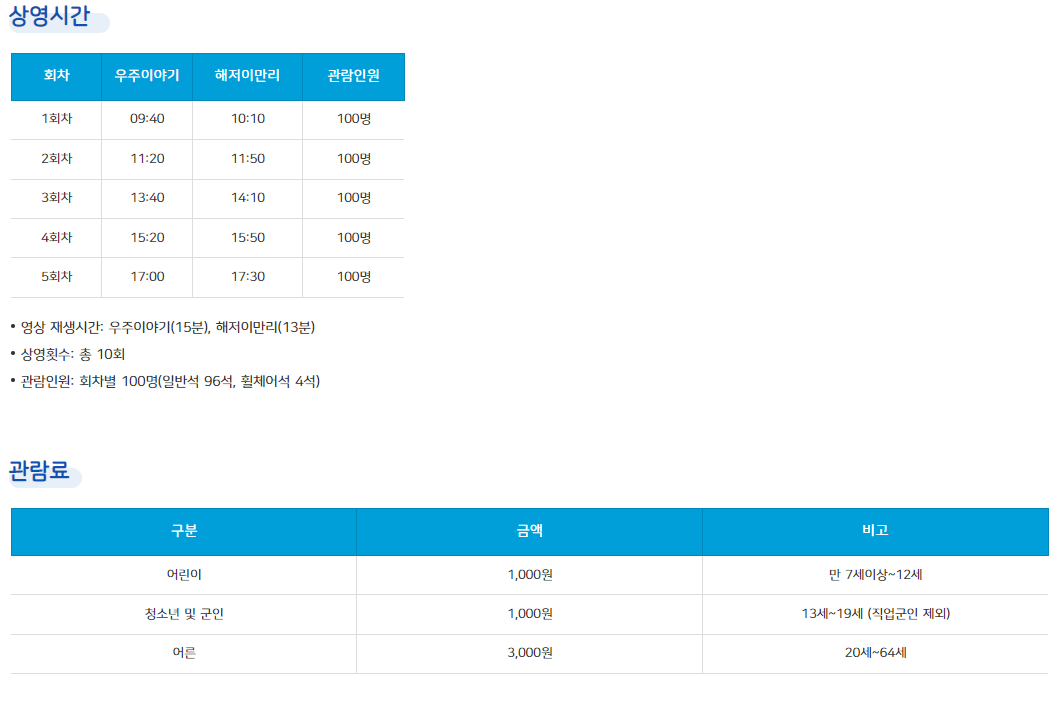 상영시간
회차 우주이야기 해저이만리 관람인원
1회차 09:40 10:10 100명
2회차 11:20 11:50 100명
3회차 13:40 14:10 100명
4회차 15:20 15:50 100명
5회차 17:00 17:30 100명
• 영상 재생시간: 우주이야기(15분), 해저이만리(13분)
• 상영횟수: 총 10회
• 관람인원: 회차별 100명(일반석 96석, 휠체어석 4석)
관람료
구분 금액 비고
어린이 1,000원 만 7세이상~12세
청소년 및 군인 1,000원 13세~19세 (직업군인 제외)
어른 3,000원 20세~64세